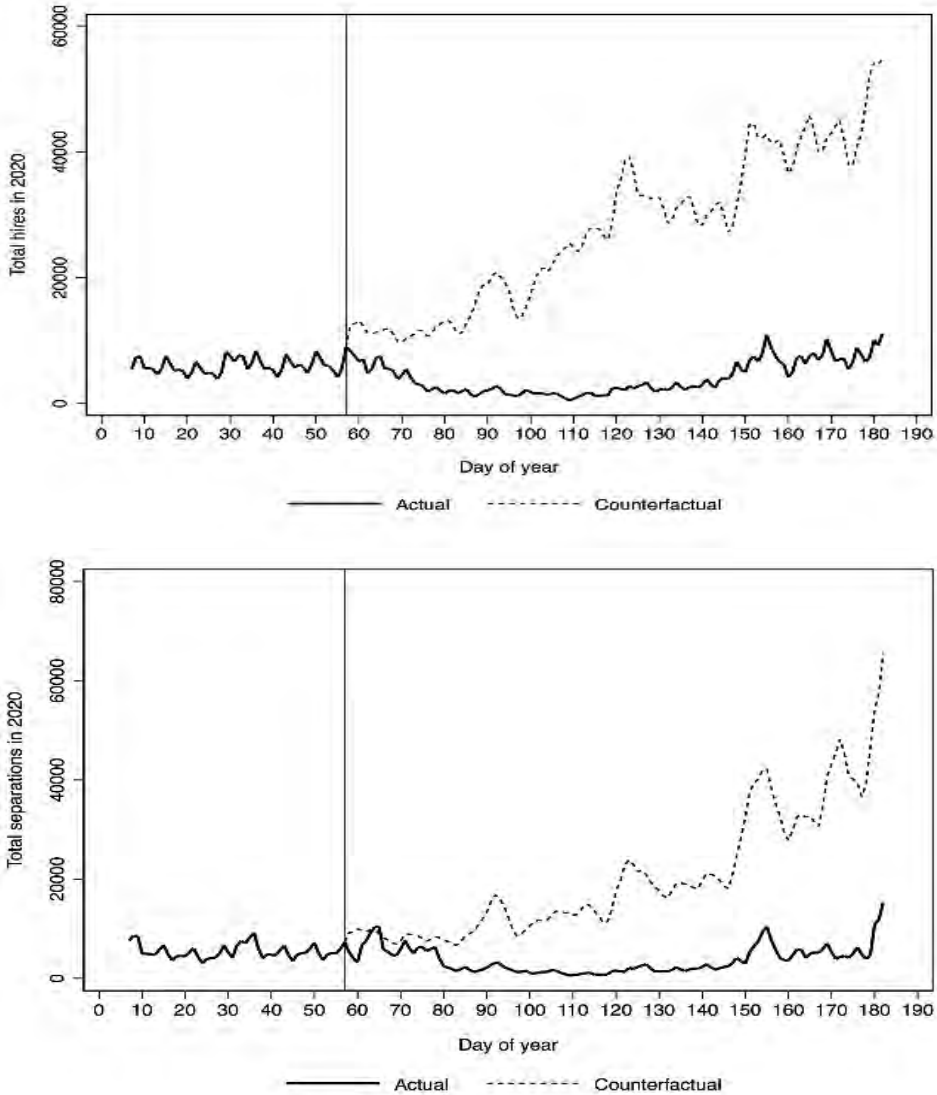 60000
40000
20000
0
Total hires in 2020
0 10 20 30 40 50 60 70 80 90 100 110 120 130 140 150 160 170 180 190
Day of year
Actual Counterfactual
80000
60000
40000
20000
0
Total separations in 2020
0 10 20 30 40 50 60 70 80 90 100 110 120 130 140 150 160 170 180 190
Day of year
Actual Counterfactual